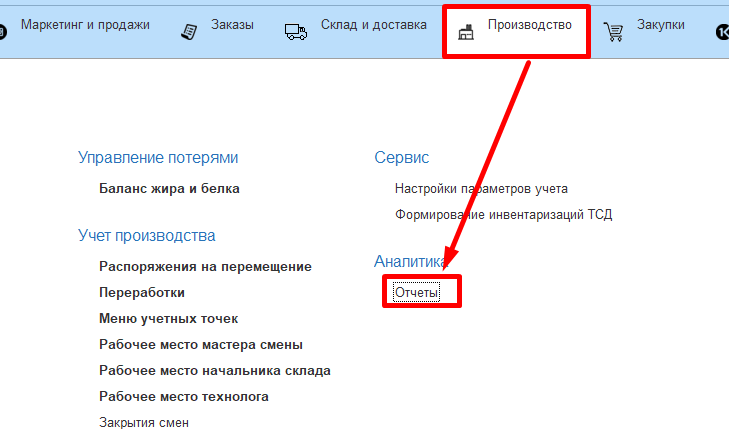 Маркетинг и продажи Заказы Склад и доставка Производство Закупки
Управление потерями
Баланс жира и белка
Учет производства
Распоряжения на перемещение
Переработки
Меню учетных точек
Рабочее место мастера смены
Рабочее место начальника склада
Рабочее место технолога
Закрытия смен
Сервис
Настройки параметров учета
Формирование инвентаризаций ТСД
Аналитика
Отчеты